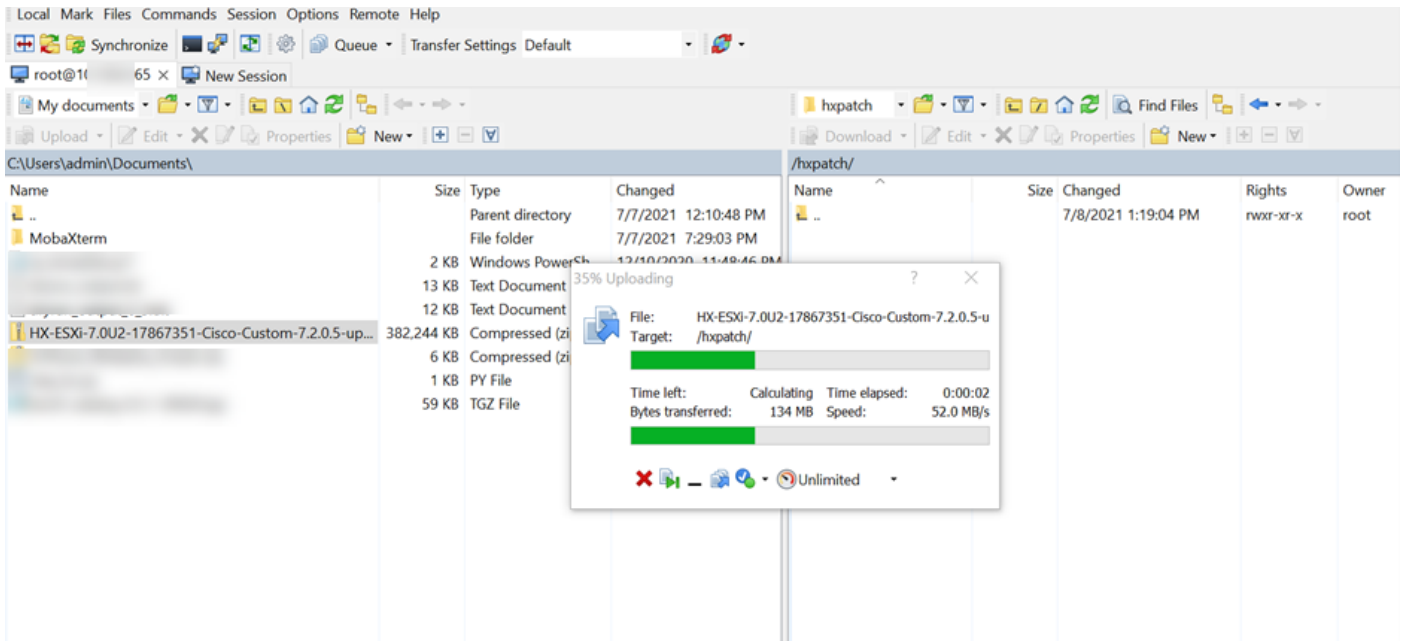 Local Mark Files Commands Session Options Remote Help
Synchronize Queue Transfer Settings Default
root@1 65 × New Session
My documents
hxpatch Find Files
Upload Edit Properties New
Download Edit Properties New
C:\Users\admin\Documents\
/hxpatch/
Name Size Type Changed
Name Size Changed Rights Owner
.. Parent directory 7/7/2021 12:10:48 PM
.. 7/8/2021 1:19:04 PM rwxr-xr-x root
MobaXterm File folder 7/7/2021 7:29:03 PM
2 KB Windows PowerSh 12/10/2020 11:48:46 PM
13 KB Text Document
12 KB Text Document
HX-ESXi-7.0U2-17867351-Cisco-Custom-7.2.0.5-up... 382,244 KB Compressed (zi
6 KB Compressed (zi
1 KB PY File
59 KB TGZ File
35% Uploading ? ×
File: HX-ESXi-7.0U2-17867351-Cisco-Custom-7.2.0.5-u
Target: /hxpatch/
Time left: Calculating Time elapsed: 0:00:02
Bytes transferred: 134 MB Speed: 52.0 MB/s
Unlimited